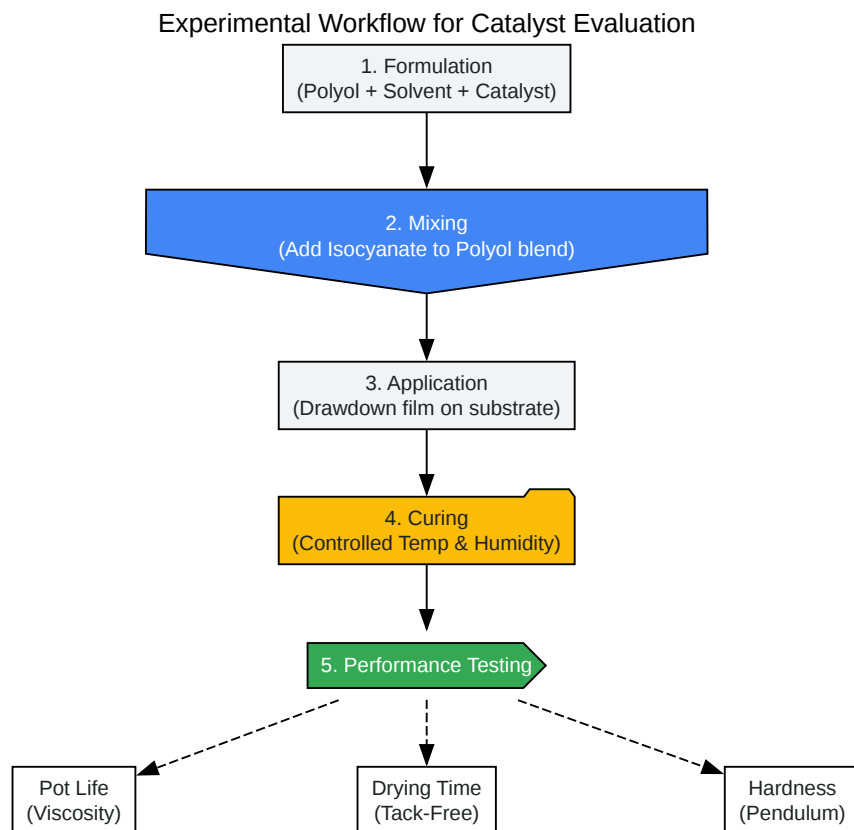 Experimental Workflow for Catalyst Evaluation
1. Formulation
(Polyol + Solvent + Catalyst)
2. Mixing
(Add Isocyanate to Polyol blend)
3. Application
(Drawdown film on substrate)
4. Curing
(Controlled Temp & Humidity)
5. Performance Testing
Pot Life
(Viscosity)
Drying Time
(Tack-Free)
Hardness
(Pendulum)